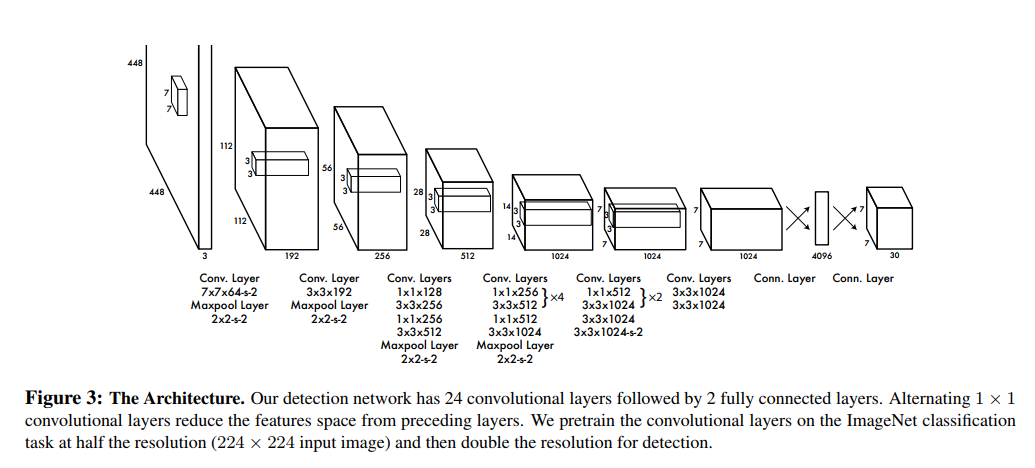 448
7
7
448
3
112
3
3
112
192
56
3
3
56
256
28
3
3
28
512
14
3
3
14
1024
7
3
3
7
1024
7
7
1024
4096
7
7
30
Conv. Layer
7x7x64-s-2
Maxpool Layer
2x2-s-2
Conv. Layer
3x3x192
Maxpool Layer
2x2-s-2
Conv. Layers
1x1x128
3x3x256
1x1x256
3x3x512
Maxpool Layer
2x2-s-2
Conv. Layers
1x1x256
3x3x512
}×4
1x1x512
3x3x1024
Maxpool Layer
2x2-s-2
Conv. Layers
1x1x512
3x3x1024
}×2
3x3x1024
3x3x1024-s-2
Conv. Layers
3x3x1024
3x3x1024
Conn. Layer
Conn. Layer
Figure 3: The Architecture. Our detection network has 24 convolutional layers followed by 2 fully connected layers. Alternating 1 × 1
convolutional layers reduce the features space from preceding layers. We pretrain the convolutional layers on the ImageNet classification
task at half the resolution (224 × 224 input image) and then double the resolution for detection.